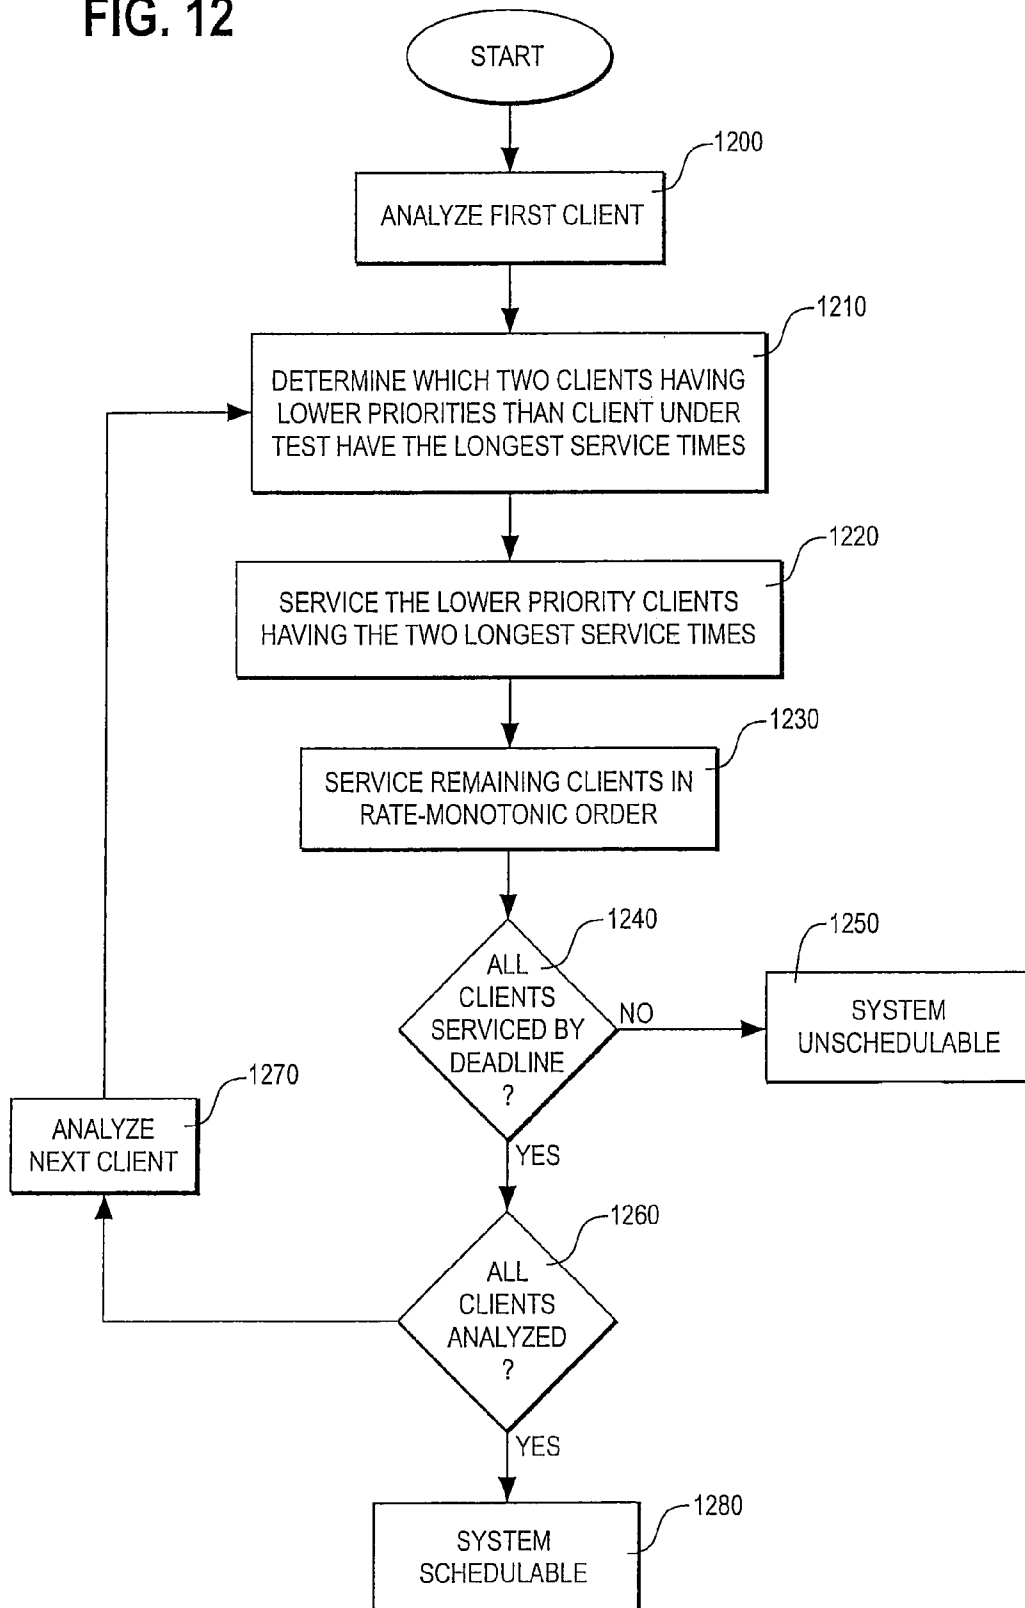 FIG. 12
START
1200
ANALYZE FIRST CLIENT
1210
DETERMINE WHICH TWO CLIENTS HAVING
LOWER PRIORITIES THAN CLIENT UNDER
TEST HAVE THE LONGEST SERVICE TIMES
1220
SERVICE THE LOWER PRIORITY CLIENTS
HAVING THE TWO LONGEST SERVICE TIMES
1230
SERVICE REMAINING CLIENTS IN
RATE-MONOTONIC ORDER
1240
ALL
CLIENTS
SERVICED BY
DEADLINE
?
NO
1250
SYSTEM
UNSCHEDULABLE
YES
1270
ANALYZE
NEXT CLIENT
1260
ALL
CLIENTS
ANALYZED
?
YES
1280
SYSTEM
SCHEDULABLE